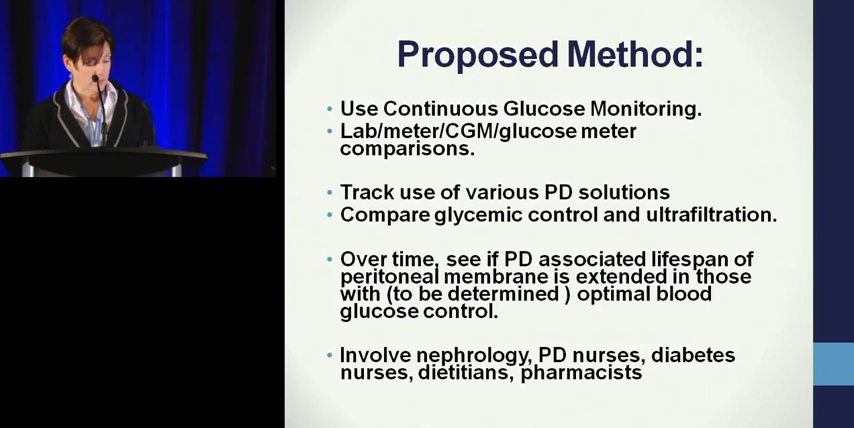 Proposed Method:
Use Continuous Glucose Monitoring.
Lab/meter/CGM/glucose meter
comparisons.
Track use of various PD solutions
Compare glycemic control and ultrafiltration.
Over time, see if PD associated lifespan of
peritoneal membrane is extended in those
with (to be determined ) optimal blood
glucose control.
Involve nephrology, PD nurses, diabetes
nurses, dietitians, pharmacists